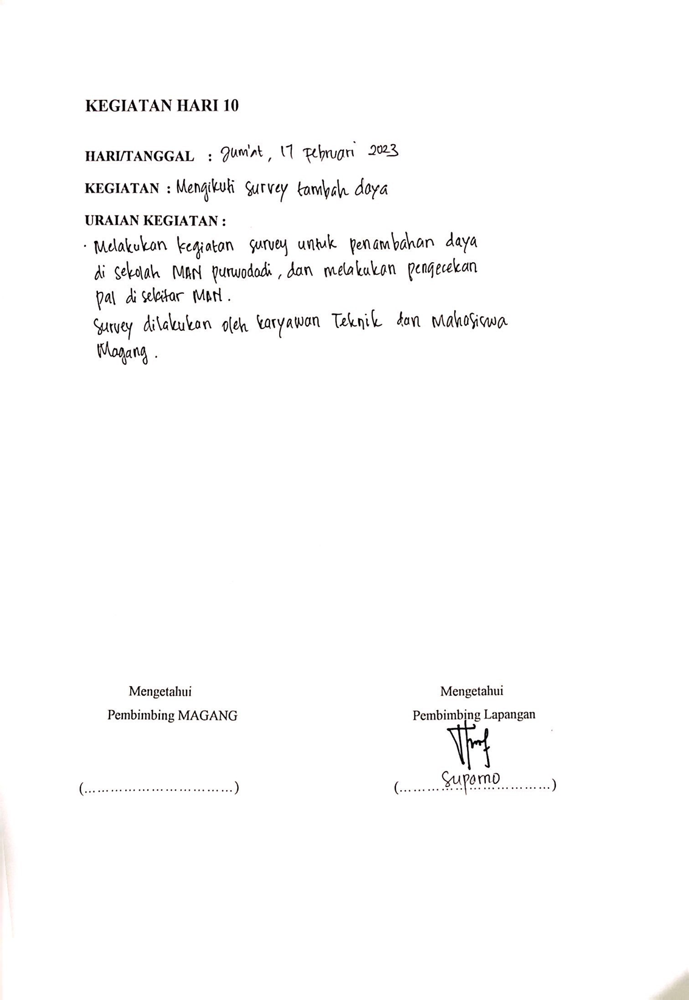 KEGIATAN HARI 10
HARI/TANGGAL : Jum'at, 17 Februari 2023
KEGIATAN : Mengikuti survey tambah daya
URAIAN KEGIATAN :
· Melakukan kegiatan survey untuk penambahan daya
di sekolah MAN purwodadi, dan melakukan pengecekan
pal di sekitar MAN.
Survey dilakukan oleh karyawan Teknik dan Mahasiswa
Magang.
Mengetahui Mengetahui
Pembimbing MAGANG Pembimbing Lapangan
(................................) (................................)
Supomo